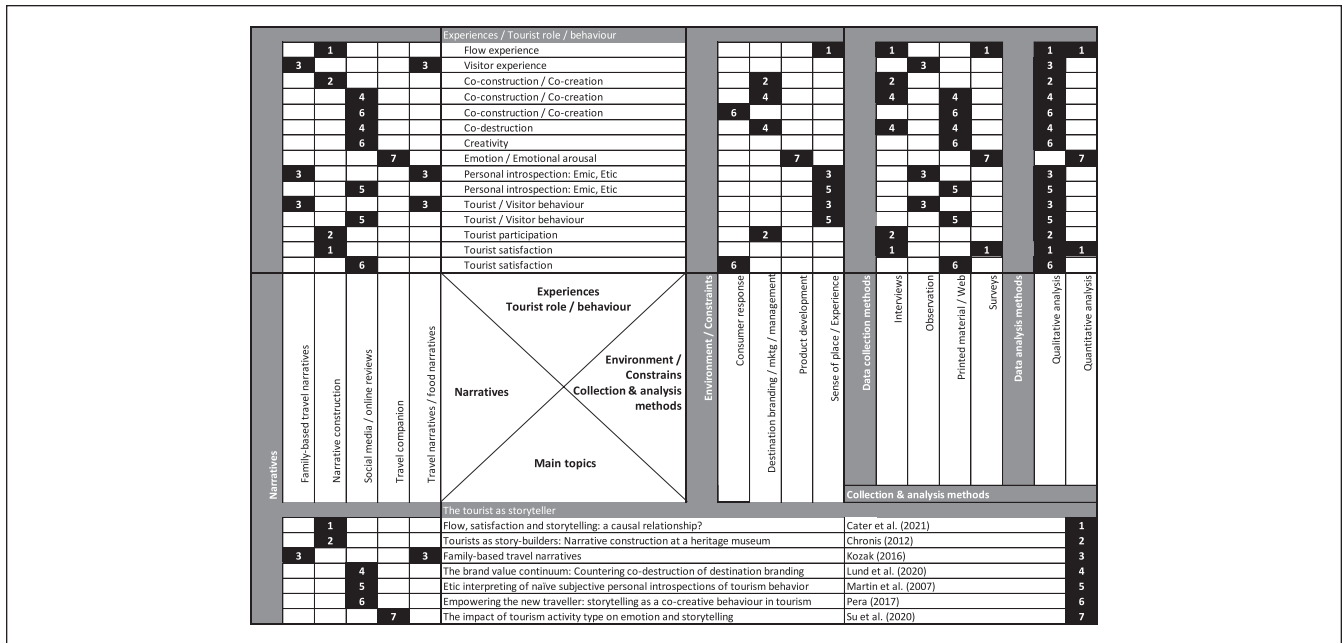 Experiences / Tourist role / behaviour
1 Flow experience 1 1 1 1 1
3 3 Visitor experience 3 3
2 Co-construction / Co-creation 2 2 2
4 Co-construction / Co-creation 4 4 4 4
6 Co-construction / Co-creation 6 6 6
4 Co-destruction 4 4 4 4
6 Creativity 6 6
7 Emotion / Emotional arousal 7 7 7
3 3 Personal introspection: Emic, Etic 3 3 3
5 Personal introspection: Emic, Etic 5 5 5
3 3 Tourist / Visitor behaviour 3 3 3
5 Tourist / Visitor behaviour 5 5 5
2 Tourist participation 2 2 2
1 Tourist satisfaction 1 1 1 1
6 Tourist satisfaction 6 6 6
Narratives
Family-based travel narratives
Narrative construction
Social media / online reviews
Travel companion
Travel narratives / food narratives
Experiences
Tourist role / behaviour
Narratives
Environment /
Constrains
Collection & analysis
methods
Main topics
Environment / Constraints
Consumer response
Destination branding / mktg / management
Product development
Sense of place / Experience
Data collection methods
Interviews
Observation
Printed material / Web
Surveys
Data analysis methods
Qualitative analysis
Quantitative analysis
Collection & analysis methods
The tourist as storyteller
1 Flow, satisfaction and storytelling: a causal relationship? Cater et al. (2021) 1
2 Tourists as story-builders: Narrative construction at a heritage museum Chronis (2012) 2
3 3 Family-based travel narratives Kozak (2016) 3
4 The brand value continuum: Countering co-destruction of destination branding Lund et al. (2020) 4
5 Etic interpreting of naïve subjective personal introspections of tourism behavior Martin et al. (2007) 5
6 Empowering the new traveller: storytelling as a co-creative behaviour in tourism Pera (2017) 6
7 The impact of tourism activity type on emotion and storytelling Su et al. (2020) 7